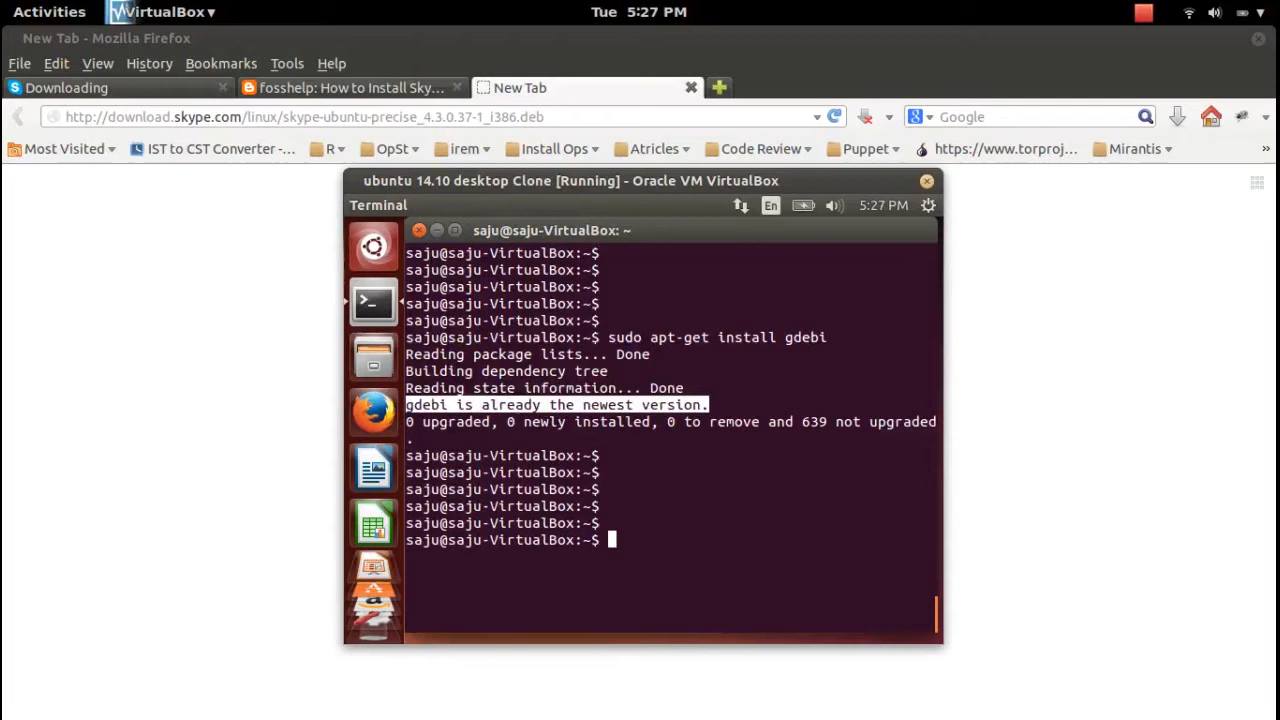 Activities VirtualBox ▾ Tue 5:27 PM
New Tab - Mozilla Firefox
File Edit View History Bookmarks Tools Help
Downloading fosshelp: How to Install Sky... New Tab
http://download.skype.com/linux/skype-ubuntu-precise_4.3.0.37-1_i386.deb Google
Most Visited IST to CST Converter -... R OpSt irem Install Ops Atricles Code Review Puppet https://www.torproj... Mirantis »
ubuntu 14.10 desktop Clone [Running] - Oracle VM VirtualBox
Terminal En 5:27 PM
saju@saju-VirtualBox: ~
saju@saju-VirtualBox:~$
saju@saju-VirtualBox:~$
saju@saju-VirtualBox:~$
saju@saju-VirtualBox:~$
saju@saju-VirtualBox:~$
saju@saju-VirtualBox:~$ sudo apt-get install gdebi
Reading package lists... Done
Building dependency tree
Reading state information... Done
gdebi is already the newest version.
0 upgraded, 0 newly installed, 0 to remove and 639 not upgraded
.
saju@saju-VirtualBox:~$
saju@saju-VirtualBox:~$
saju@saju-VirtualBox:~$
saju@saju-VirtualBox:~$
saju@saju-VirtualBox:~$
saju@saju-VirtualBox:~$